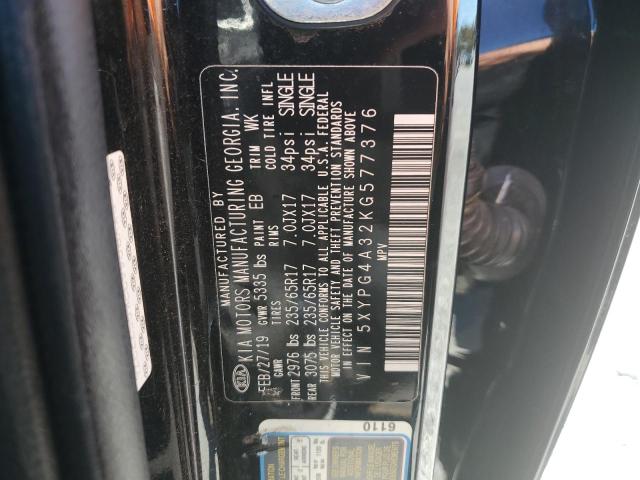 MANUFACTURED BY
KIA KIA MOTORS MANUFACTURING GEORGIA. INC.
FEB/27/19 GVWR 5335 lbs PAINT EB TRIM WK
GAWR TIRES RIMS COLD TIRE INFL
FRONT 2976 lbs 235/65R17 7.0JX17 34psi SINGLE
REAR 3075 lbs 235/65R17 7.0JX17 34psi SINGLE
THIS VEHICLE CONFORMS TO ALL APPLICABLE U.S.A. FEDERAL
MOTOR VEHICLE SAFETY AND THEFT PREVENTION STANDARDS
IN EFFECT ON THE DATE OF MANUFACTURE SHOWN ABOVE
VIN 5XYPG4A32KG577376
MPV
6110